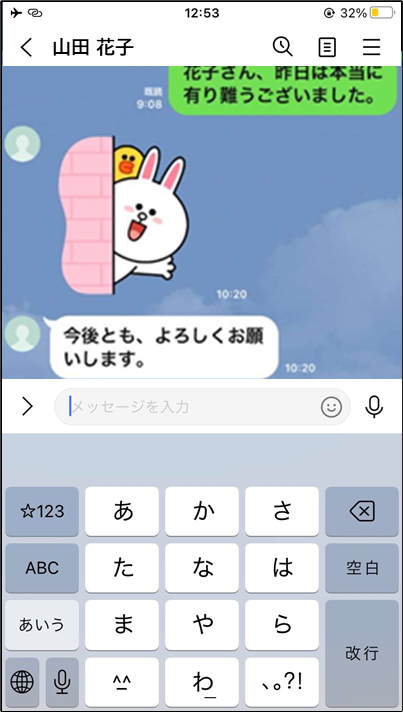 12:53
32%
山田 花子
花子さん、昨日は本当に
有り難うございました。
既読
9:08
10:20
今後とも、よろしくお願
いします。
10:20
メッセージを入力
☆123
あ
か
さ
ABC
た
な
は
空白
あいう
ま
や
ら
改行
^^
わ
、。?!